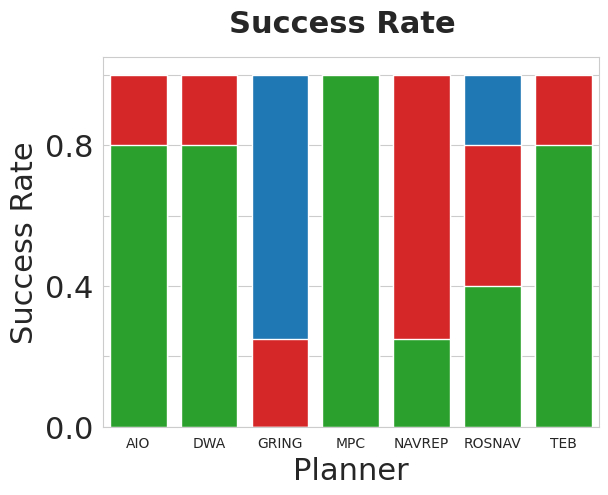 Success Rate
Success Rate
0.8
0.4
0.0
AIO DWA GRING MPC NAVREP ROSNAV TEB
Planner